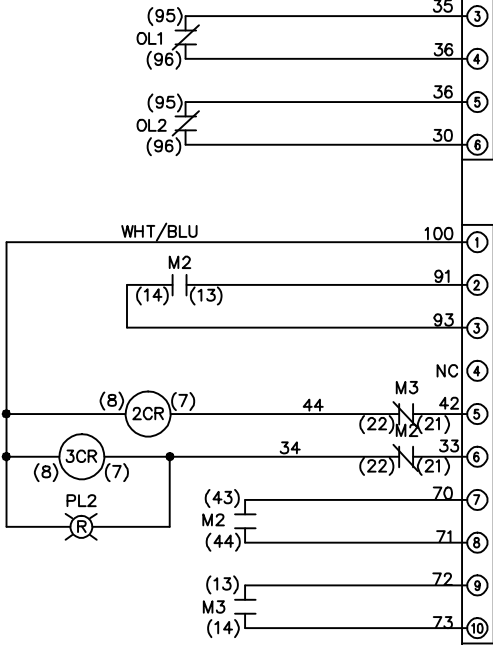 (95) 35 3
OL1
(96) 36 4
(95) 36 5
OL2
(96) 30 6
WHT/BLU 100 1
M2
(14) (13) 91 2
93 3
NC 4
M3
(8) 2CR (7) 44 (22) (21) 42 5
M2
(8) 3CR (7) 34 (22) (21) 33 6
PL2
R
(43) 70 7
M2
(44) 71 8
(13) 72 9
M3
(14) 73 10